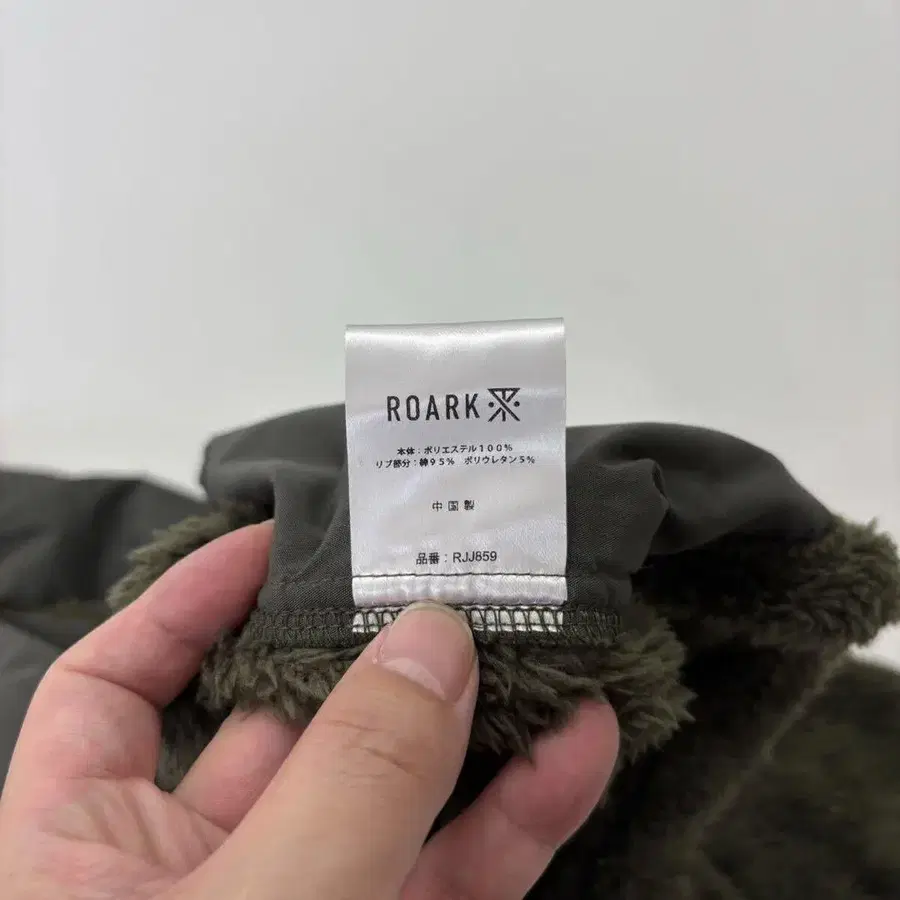 ROARK
本体：ポリエステル100%
リブ部分：綿95% ポリウレタン5%
中国製
品番：RJJ859